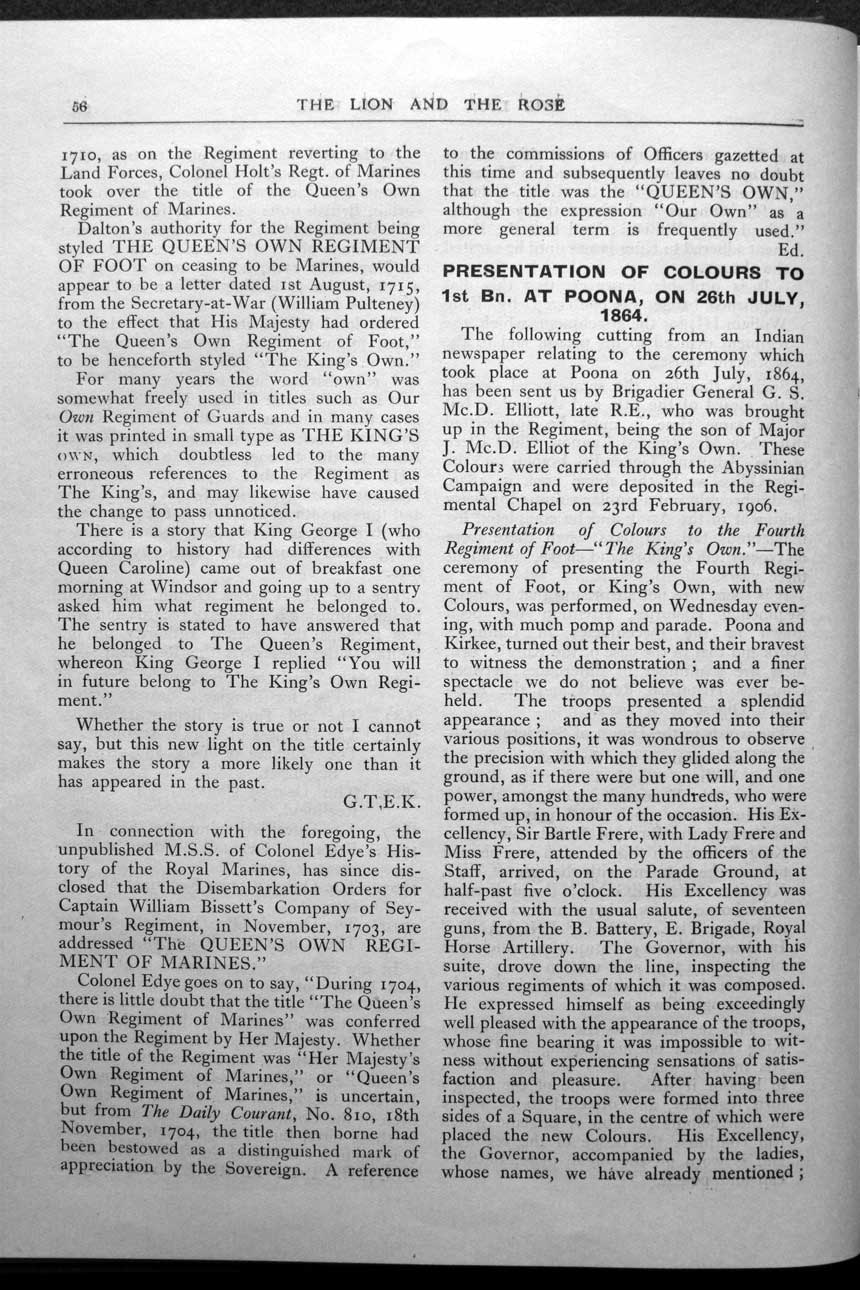 56
THE LION AND THE ROSE
1710, as on the Regiment reverting to the
Land Forces, Colonel Holt's Regt. of Marines
took over the title of the Queen's Own
Regiment of Marines.
Dalton's authority for the Regiment being
styled THE QUEEN'S OWN REGIMENT
OF FOOT on ceasing to be Marines, would
appear to be a letter dated 1st August, 1715,
from the Secretary-at-War (William Pulteney)
to the effect that His Majesty had ordered
"The Queen's Own Regiment of Foot,"
to be henceforth styled "The King's Own."
For many years the word "own" was
somewhat freely used in titles such as Our
Own Regiment of Guards and in many cases
it was printed in small type as THE KING'S
OWN, which doubtless led to the many
erroneous references to the Regiment as
The King's, and may likewise have caused
the change to pass unnoticed.
There is a story that King George I (who
according to history had differences with
Queen Caroline) came out of breakfast one
morning at Windsor and going up to a sentry
asked him what regiment he belonged to.
The sentry is stated to have answered that
he belonged to The Queen's Regiment,
whereon King George I replied "You will
in future belong to The King's Own Regi-
ment."
Whether the story is true or not I cannot
say, but this new light on the title certainly
makes the story a more likely one than it
has appeared in the past.
G.T,E.K.
In connection with the foregoing, the
unpublished M.S.S. of Colonel Edye's His-
tory of the Royal Marines, has since dis-
closed that the Disembarkation Orders for
Captain William Bissett's Company of Sey-
mour's Regiment, in November, 1703, are
addressed "The QUEEN'S OWN REGI-
MENT OF MARINES."
Colonel Edye goes on to say, "During 1704,
there is little doubt that the title "The Queen's
Own Regiment of Marines" was conferred
upon the Regiment by Her Majesty. Whether
the title of the Regiment was "Her Majesty's
Own Regiment of Marines," or "Queen's
Own Regiment of Marines," is uncertain,
but from The Daily Courant, No. 810, 18th
November, 1704, the title then borne had
been bestowed as a distinguished mark of
appreciation by the Sovereign. A reference
to the commissions of Officers gazetted at
this time and subsequently leaves no doubt
that the title was the "QUEEN'S OWN,"
although the expression "Our Own" as a
more general term is frequently used."
Ed.
PRESENTATION OF COLOURS TO
1st Bn. AT POONA, ON 26th JULY,
1864.
The following cutting from an Indian
newspaper relating to the ceremony which
took place at Poona on 26th July, 1864,
has been sent us by Brigadier General G. S.
Mc.D. Elliott, late R.E., who was brought
up in the Regiment, being the son of Major
J. Mc.D. Elliot of the King's Own. These
Colours were carried through the Abyssinian
Campaign and were deposited in the Regi-
mental Chapel on 23rd February, 1906.
Presentation of Colours to the Fourth
Regiment of Foot—"The King's Own."—The
ceremony of presenting the Fourth Regi-
ment of Foot, or King's Own, with new
Colours, was performed, on Wednesday even-
ing, with much pomp and parade. Poona and
Kirkee, turned out their best, and their bravest
to witness the demonstration ; and a finer
spectacle we do not believe was ever be-
held. The troops presented a splendid
appearance ; and as they moved into their
various positions, it was wondrous to observe
the precision with which they glided along the
ground, as if there were but one will, and one
power, amongst the many hundreds, who were
formed up, in honour of the occasion. His Ex-
cellency, Sir Bartle Frere, with Lady Frere and
Miss Frere, attended by the officers of the
Staff, arrived, on the Parade Ground, at
half-past five o'clock. His Excellency was
received with the usual salute, of seventeen
guns, from the B. Battery, E. Brigade, Royal
Horse Artillery. The Governor, with his
suite, drove down the line, inspecting the
various regiments of which it was composed.
He expressed himself as being exceedingly
well pleased with the appearance of the troops,
whose fine bearing it was impossible to wit-
ness without experiencing sensations of satis-
faction and pleasure. After having been
inspected, the troops were formed into three
sides of a Square, in the centre of which were
placed the new Colours. His Excellency,
the Governor, accompanied by the ladies,
whose names, we have already mentioned ;